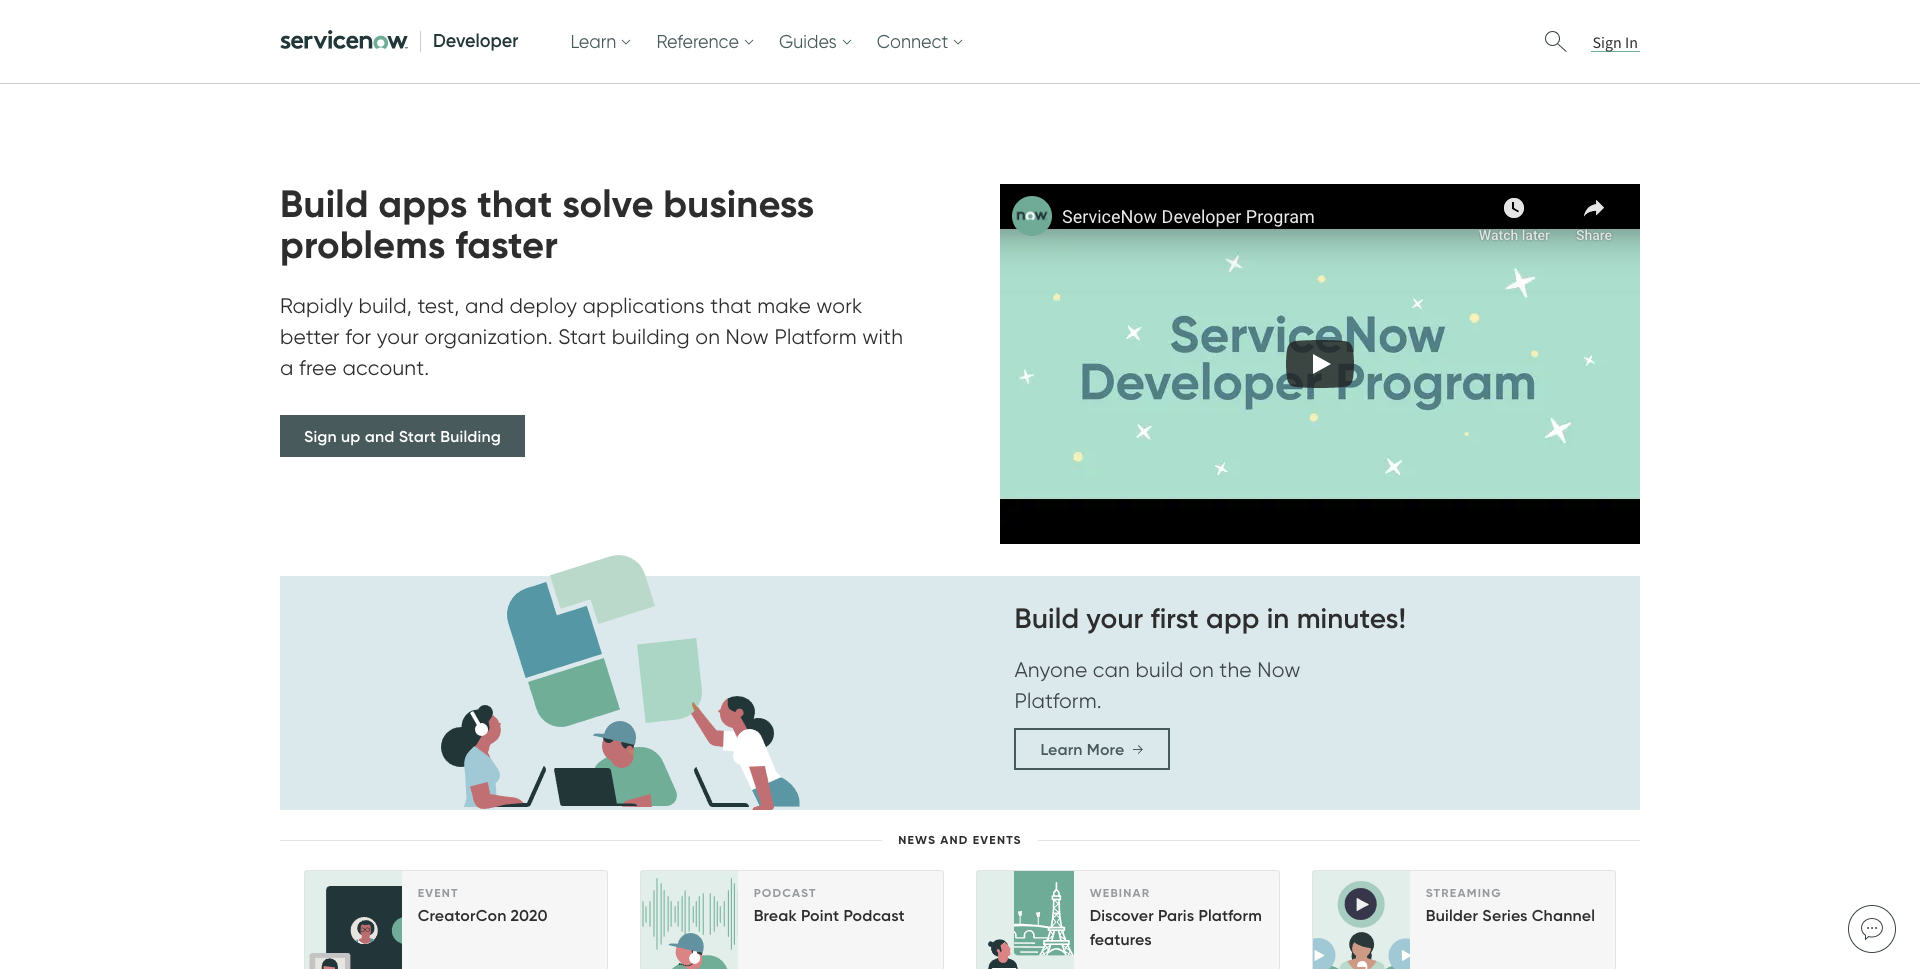 servicenow Developer Learn Reference Guides Connect Sign In
Build apps that solve business
problems faster
Rapidly build, test, and deploy applications that make work
better for your organization. Start building on Now Platform with
a free account.
Sign up and Start Building
now ServiceNow Developer Program
Watch later Share
ServiceNow
Developer Program
Build your first app in minutes!
Anyone can build on the Now
Platform.
Learn More →
NEWS AND EVENTS
EVENT
CreatorCon 2020
PODCAST
Break Point Podcast
WEBINAR
Discover Paris Platform
features
STREAMING
Builder Series Channel